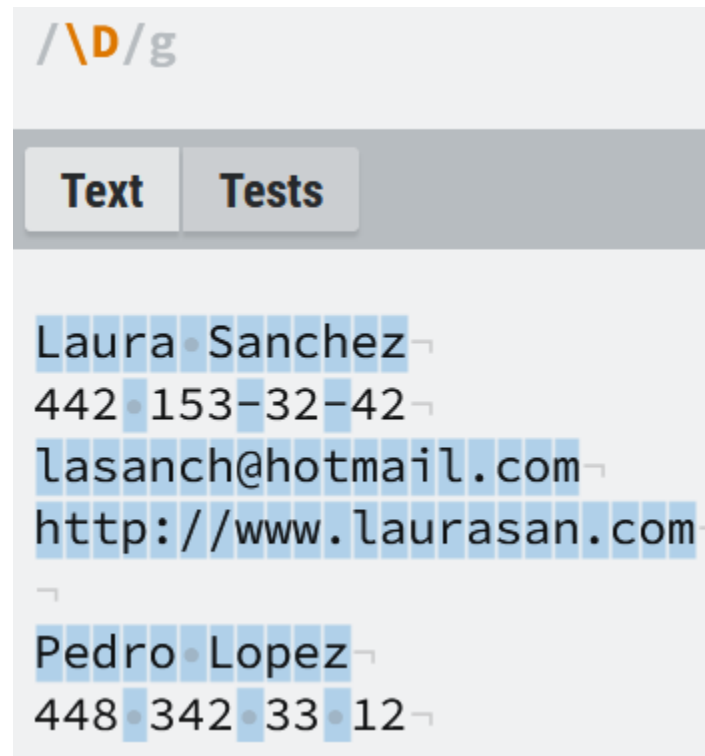 /\D/g
Text Tests
Laura Sanchez
442 153-32-42
lasanch@hotmail.com
http://www.laurasan.com
Pedro Lopez
448 342 33 12